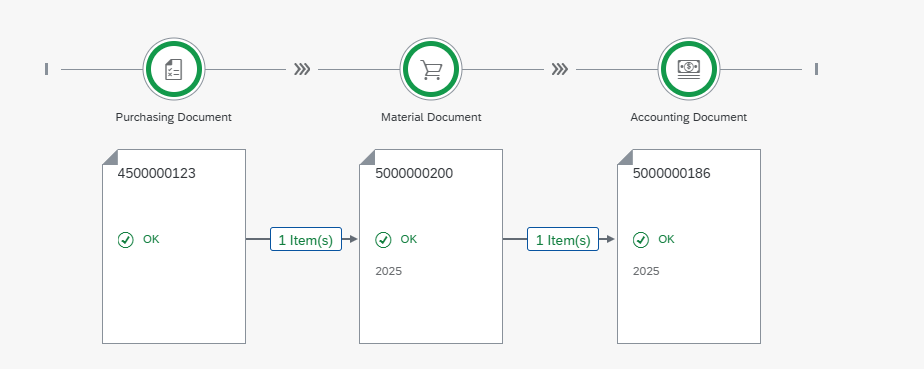 Purchasing Document
Material Document
Accounting Document
4500000123
OK
1 Item(s)
5000000200
OK
2025
1 Item(s)
5000000186
OK
2025